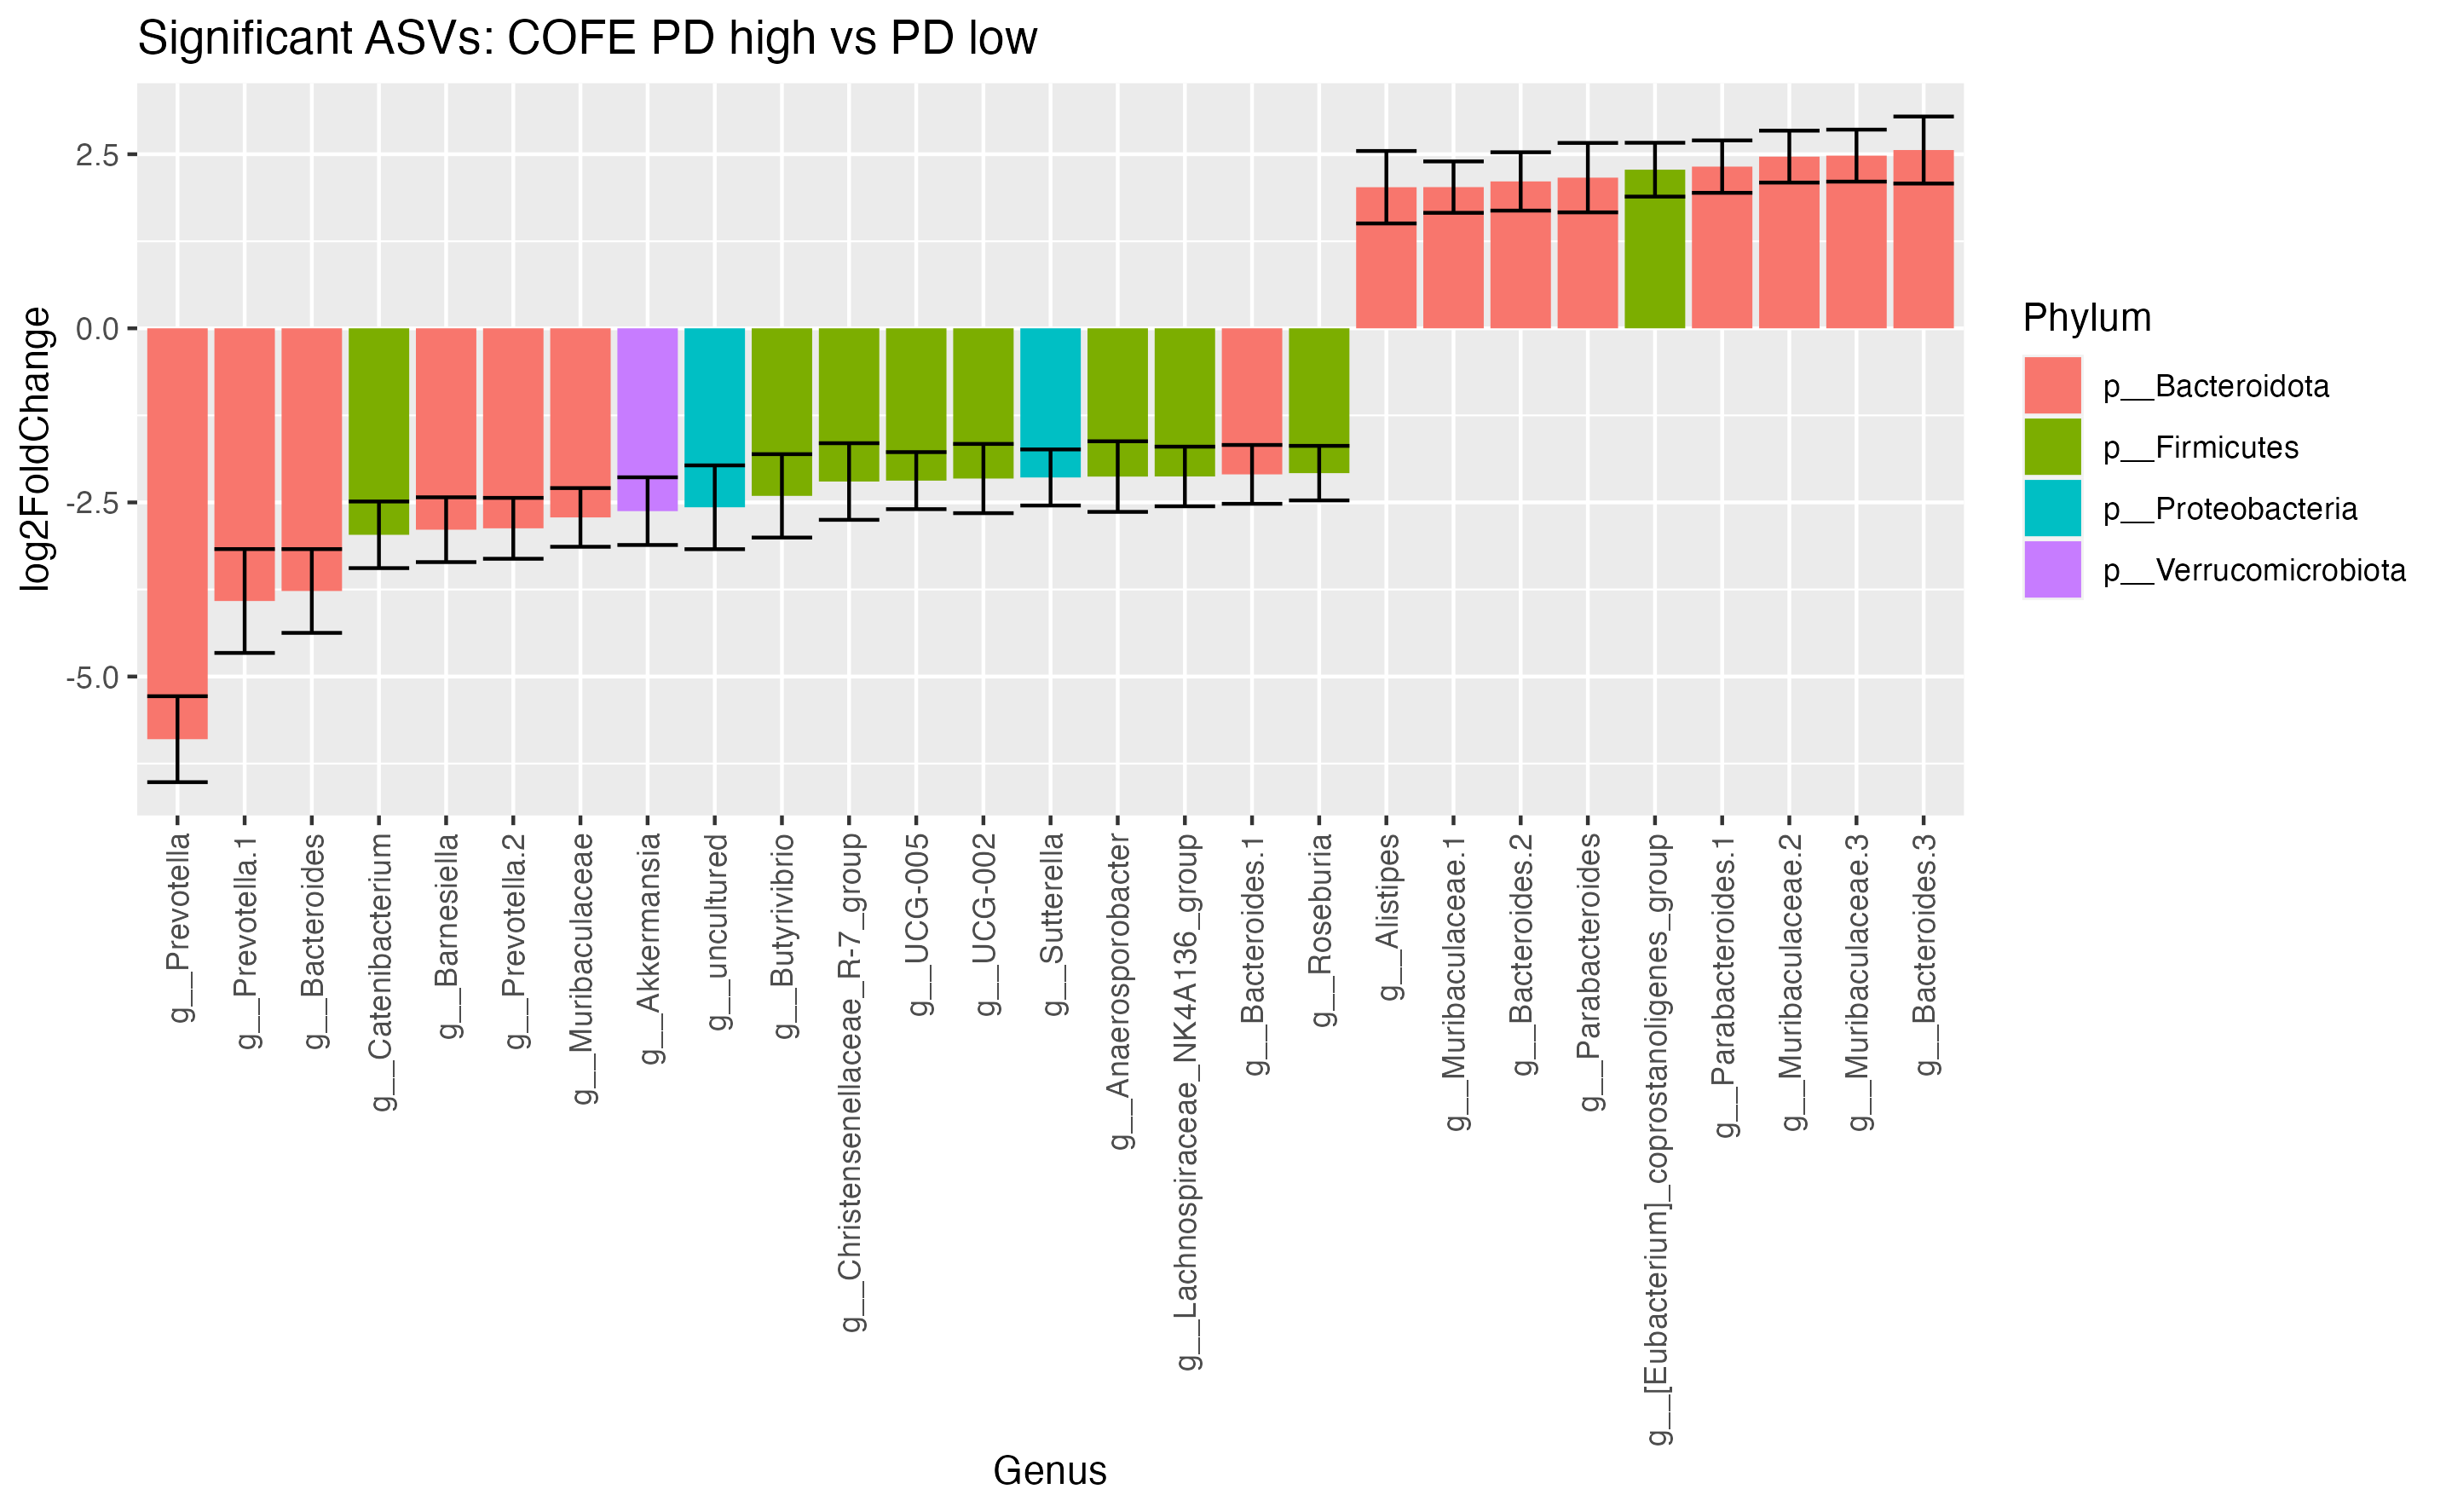 Significant ASVs: COFE PD high vs PD low
log2FoldChange
2.5
0.0
-2.5
-5.0
g__Prevotella
g__Prevotella.1
g__Bacteroides
g__Catenibacterium
g__Barnesiella
g__Prevotella.2
g__Muribaculaceae
g__Akkermansia
g__uncultured
g__Butyrivibrio
g__Christensenellaceae_R-7_group
g__UCG-005
g__UCG-002
g__Sutterella
g__Anaerosporobacter
g__Lachnospiraceae_NK4A136_group
g__Bacteroides.1
g__Roseburia
g__Alistipes
g__Muribaculaceae.1
g__Bacteroides.2
g__Parabacteroides
g__[Eubacterium]_coprostanoligenes_group
g__Parabacteroides.1
g__Muribaculaceae.2
g__Muribaculaceae.3
g__Bacteroides.3
Genus
Phylum
p__Bacteroidota
p__Firmicutes
p__Proteobacteria
p__Verrucomicrobiota